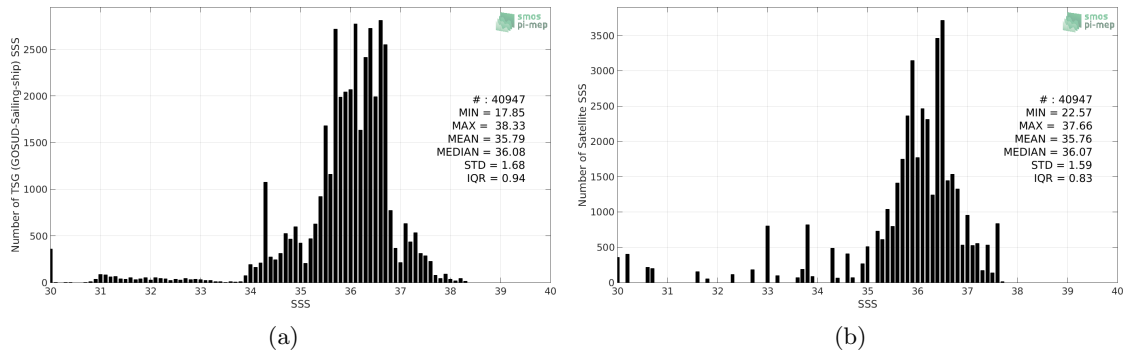 smos
pi-mep
Number of TSG (GOSUD-Sailing-ship) SSS
2500
2000
1500
1000
500
0
# : 40947
MIN = 17.85
MAX = 38.33
MEAN = 35.79
MEDIAN = 36.08
STD = 1.68
IQR = 0.94
30 31 32 33 34 35 36 37 38 39 40
SSS
(a)
smos
pi-mep
Number of Satellite SSS
3500
3000
2500
2000
1500
1000
500
0
# : 40947
MIN = 22.57
MAX = 37.66
MEAN = 35.76
MEDIAN = 36.07
STD = 1.59
IQR = 0.83
30 31 32 33 34 35 36 37 38 39 40
SSS
(b)